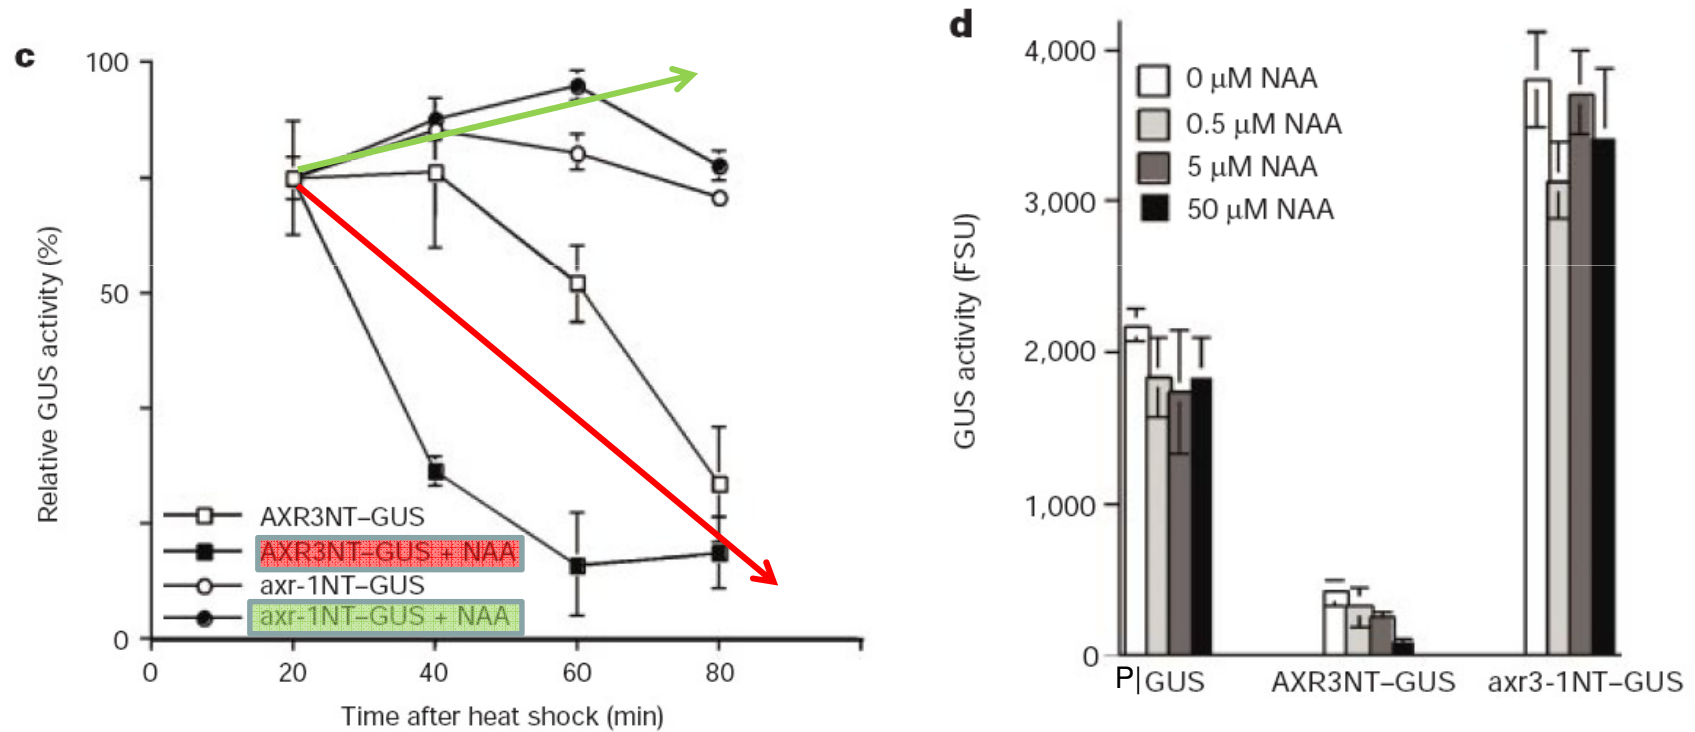 c
100
50
0
Relative GUS activity (%)
AXR3NT–GUS
AXR3NT–GUS + NAA
axr-1NT–GUS
axr-1NT–GUS + NAA
0 20 40 60 80
Time after heat shock (min)
d
4,000
3,000
2,000
1,000
0
GUS activity (FSU)
0 μM NAA
0.5 μM NAA
5 μM NAA
50 μM NAA
P|GUS AXR3NT–GUS axr3-1NT–GUS